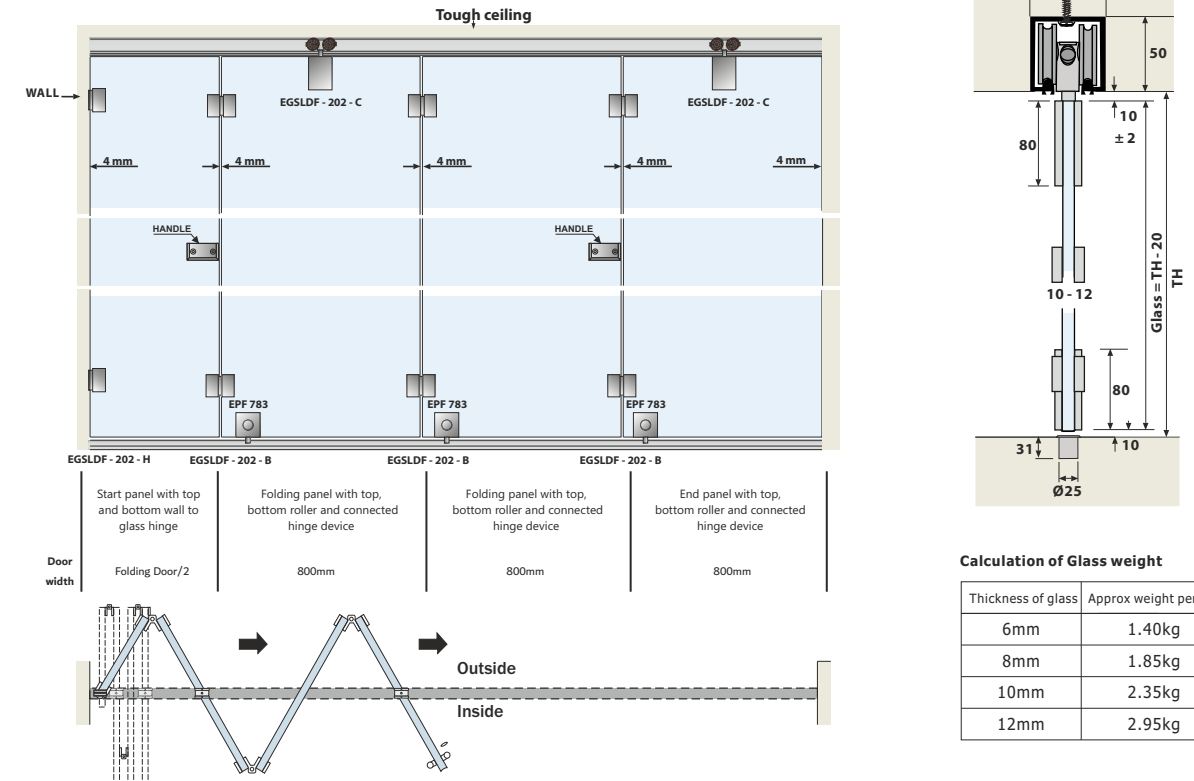 Tough ceiling
WALL
EGSLDF - 202 - C
EGSLDF - 202 - C
4 mm
4 mm
4 mm
4 mm
4 mm
HANDLE
HANDLE
EPF 783
EPF 783
EPF 783
EGSLDF - 202 - H
EGSLDF - 202 - B
EGSLDF - 202 - B
EGSLDF - 202 - B
Start panel with top
and bottom wall to
glass hinge
Folding panel with top,
bottom roller and connected
hinge device
Folding panel with top,
bottom roller and connected
hinge device
End panel with top,
bottom roller and connected
hinge device
Door
width
Folding Door/2
800mm
800mm
800mm
Outside
Inside
50
10
± 2
80
10 - 12
Glass = TH - 20
TH
80
31
10
Ø25
Calculation of Glass weight
Thickness of glass Approx weight per
6mm 1.40kg
8mm 1.85kg
10mm 2.35kg
12mm 2.95kg